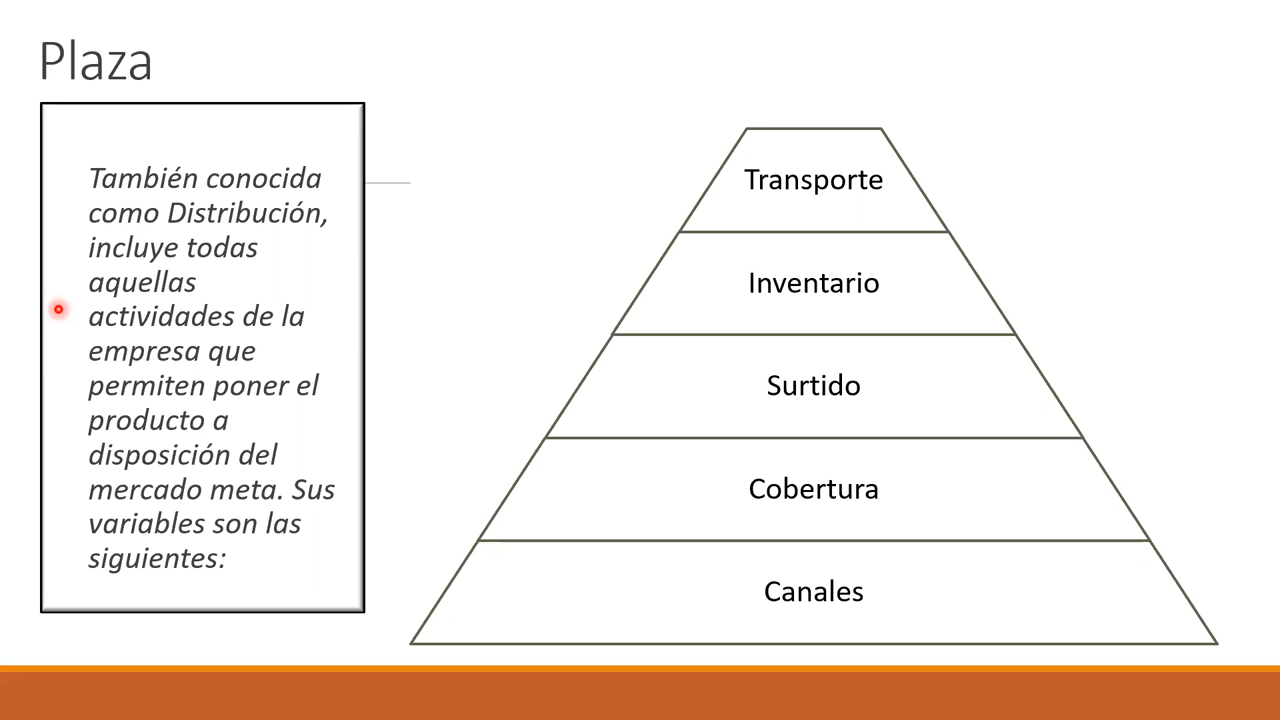 Plaza
También conocida
como Distribución,
incluye todas
aquellas
actividades de la
empresa que
permiten poner el
producto a
disposición del
mercado meta. Sus
variables son las
siguientes:
Transporte
Inventario
Surtido
Cobertura
Canales